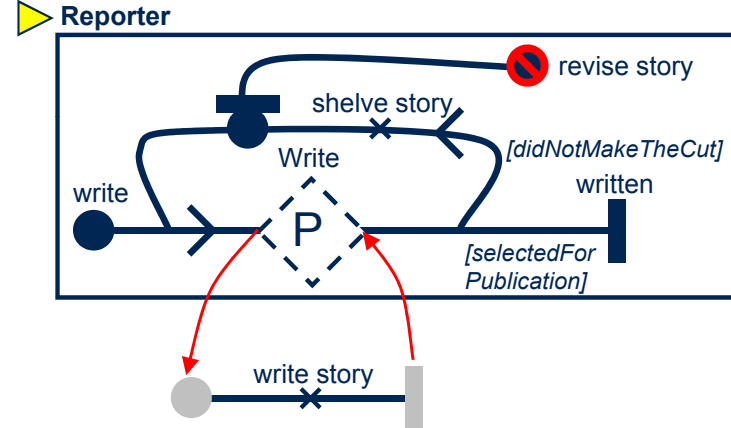 Reporter
revise story
shelve story
[didNotMakeTheCut]
Write
written
write
P
[selectedFor
Publication]
write story